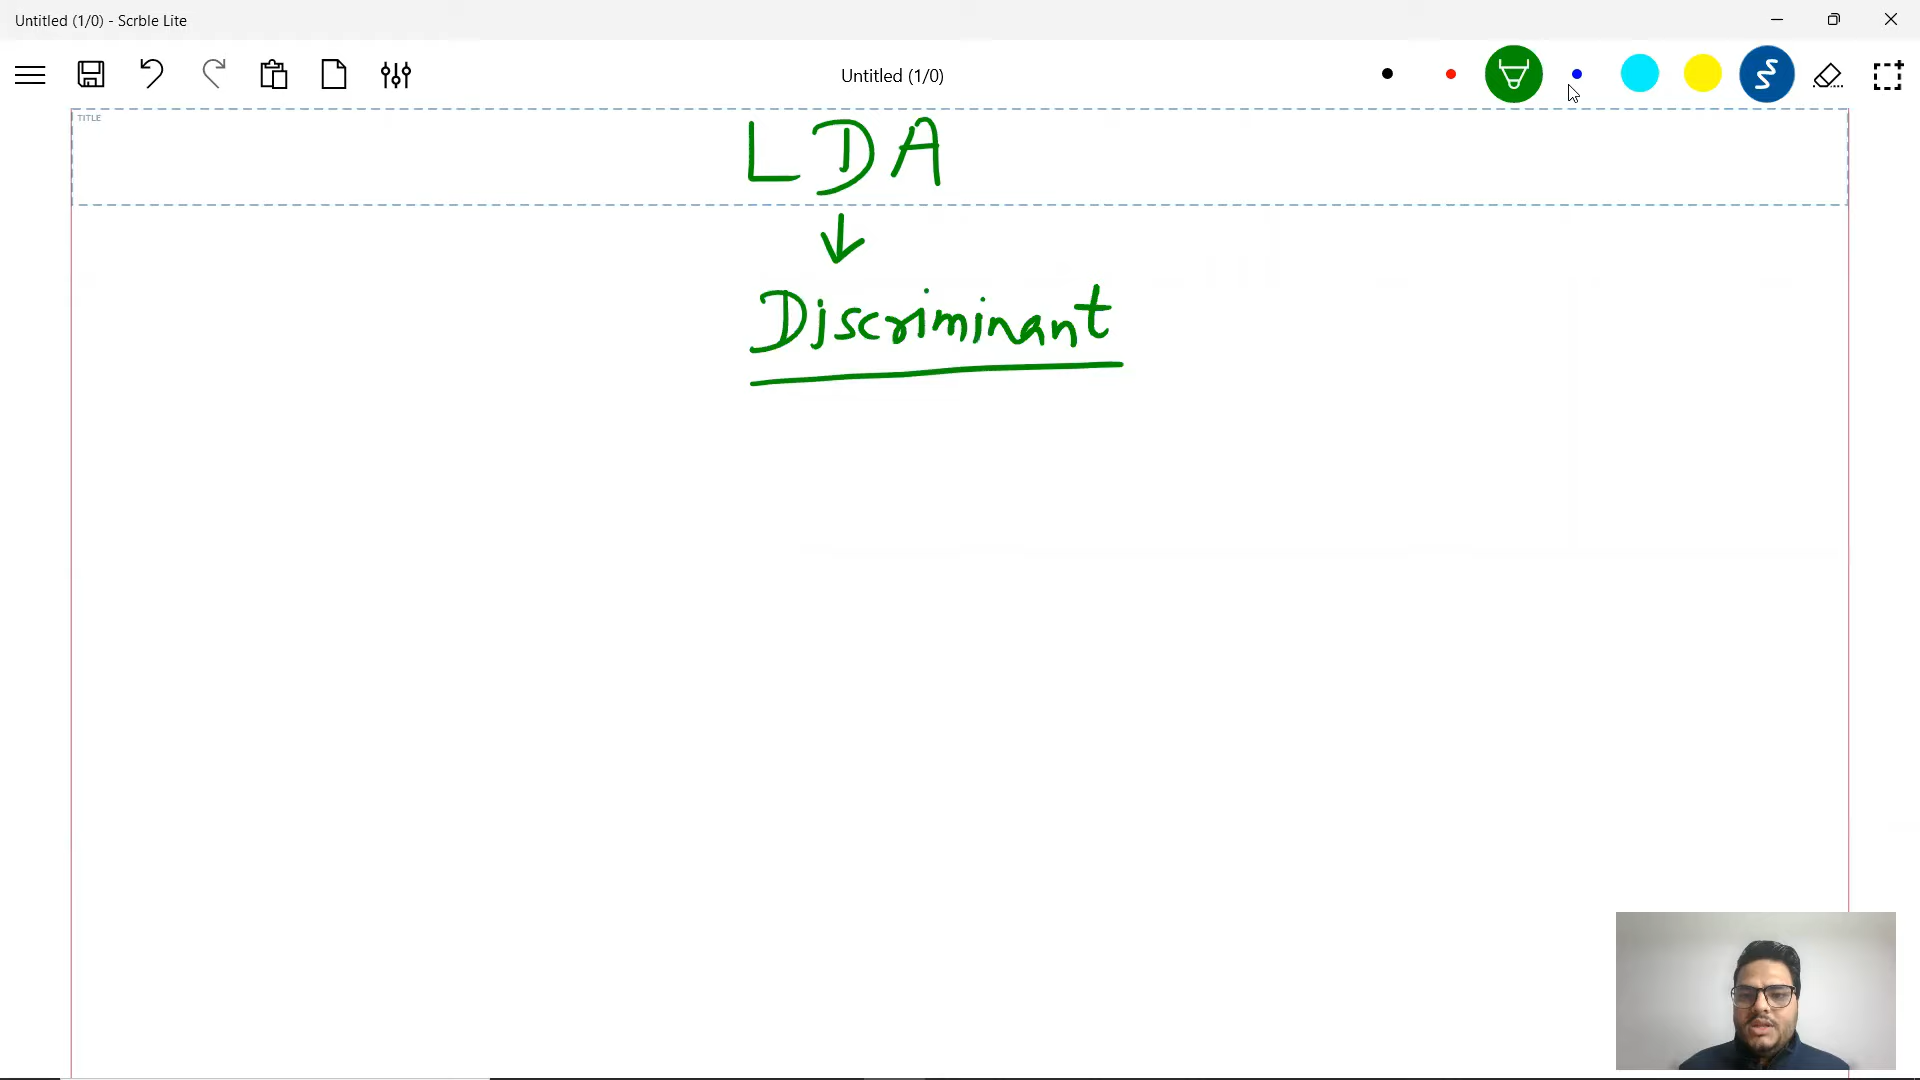 Untitled (1/0) - Scrble Lite
Untitled (1/0)
TITLE
LDA
Discriminant